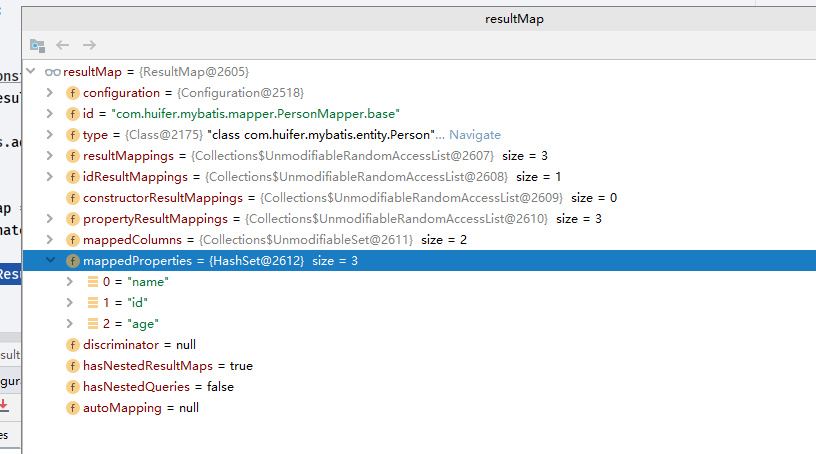 resultMap
resultMap = {ResultMap@2605}
configuration = {Configuration@2518}
id = "com.huifer.mybatis.mapper.PersonMapper.base"
type = {Class@2175} "class com.huifer.mybatis.entity.Person"... Navigate
resultMappings = {Collections$UnmodifiableRandomAccessList@2607} size = 3
idResultMappings = {Collections$UnmodifiableRandomAccessList@2608} size = 1
constructorResultMappings = {Collections$UnmodifiableRandomAccessList@2609} size = 0
propertyResultMappings = {Collections$UnmodifiableRandomAccessList@2610} size = 3
mappedColumns = {Collections$UnmodifiableSet@2611} size = 2
mappedProperties = {HashSet@2612} size = 3
0 = "name"
1 = "id"
2 = "age"
discriminator = null
hasNestedResultMaps = true
hasNestedQueries = false
autoMapping = null